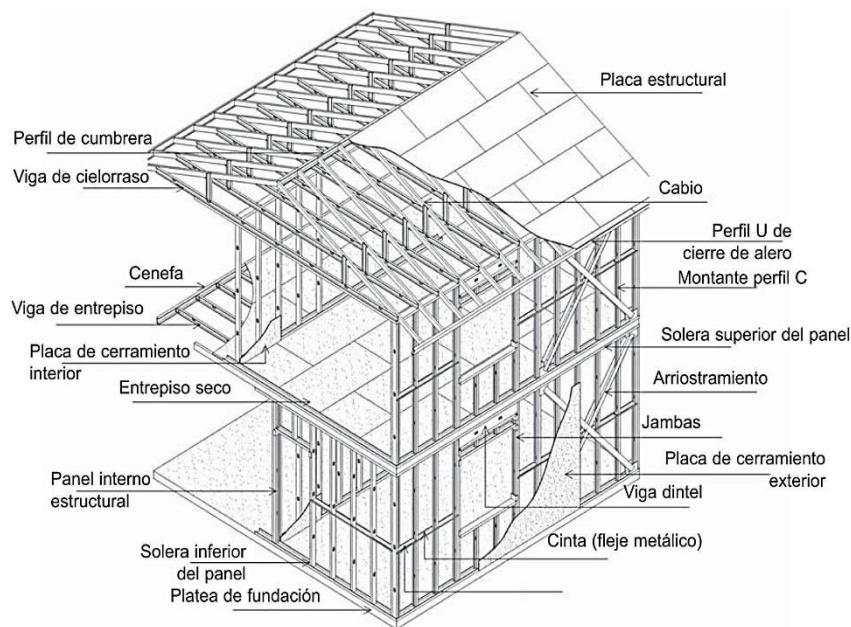 Placa estructural
Perfil de cumbrera
Viga de cielorraso
Cabio
Perfil U de
cierre de alero
Cenefa
Montante perfil C
Viga de entrepiso
Solera superior del panel
Placa de cerramiento
interior
Entrepiso seco
Arriostramiento
Jambas
Placa de cerramiento
exterior
Panel interno
estructural
Viga dintel
Cinta (fleje metálico)
Solera inferior
del panel
Platea de fundación